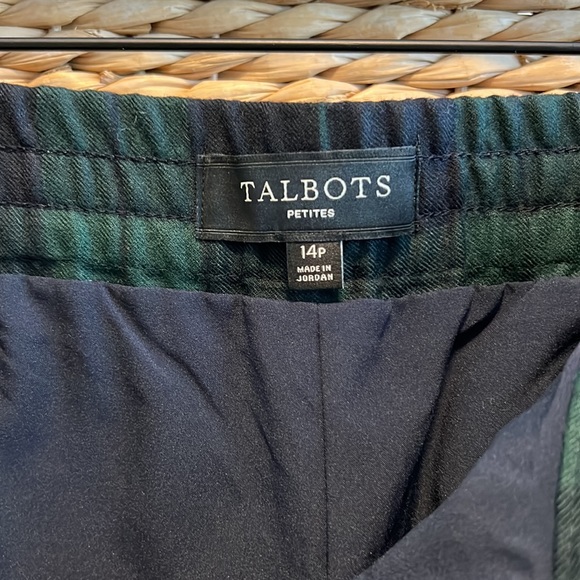 TALBOTS
PETITES
14P
MADE IN
JORDAN